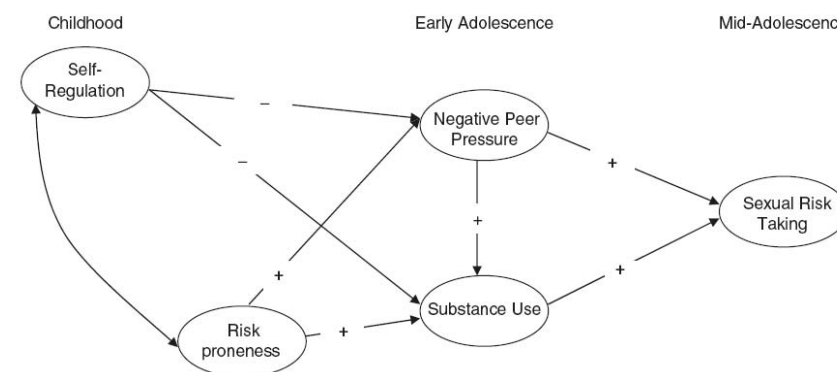 Childhood
Early Adolescence
Mid-Adolescenc
Self-
Regulation
–
–
Negative Peer
Pressure
+
+
Sexual Risk
Taking
+
+
Substance Use
+
Risk
proneness
+